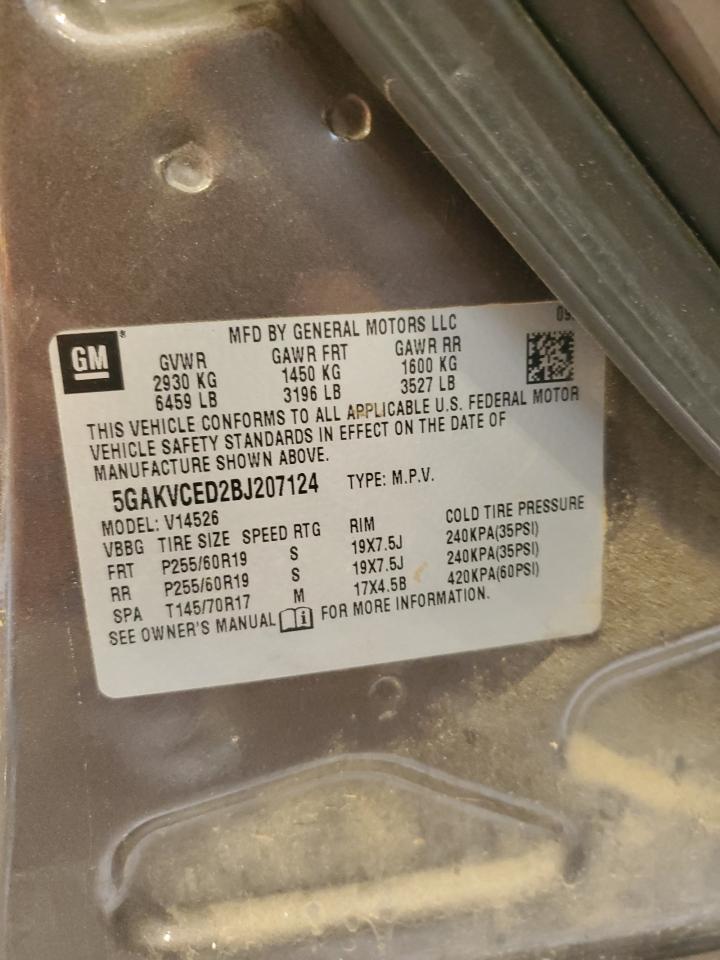 GM
MFD BY GENERAL MOTORS LLC
09
GVWR GAWR FRT GAWR RR
2930 KG 1450 KG 1600 KG
6459 LB 3196 LB 3527 LB
THIS VEHICLE CONFORMS TO ALL APPLICABLE U.S. FEDERAL MOTOR
VEHICLE SAFETY STANDARDS IN EFFECT ON THE DATE OF
MANUFACTURE SHOWN ABOVE.
5GAKVCED2BJ207124 TYPE: M.P.V.
MODEL: V14526
VBBG TIRE SIZE SPEED RTG RIM COLD TIRE PRESSURE
FRT P255/60R19 S 19X7.5J 240KPA(35PSI)
RR P255/60R19 S 19X7.5J 240KPA(35PSI)
SPA T145/70R17 M 17X4.5B 420KPA(60PSI)
SEE OWNER'S MANUAL i FOR MORE INFORMATION.